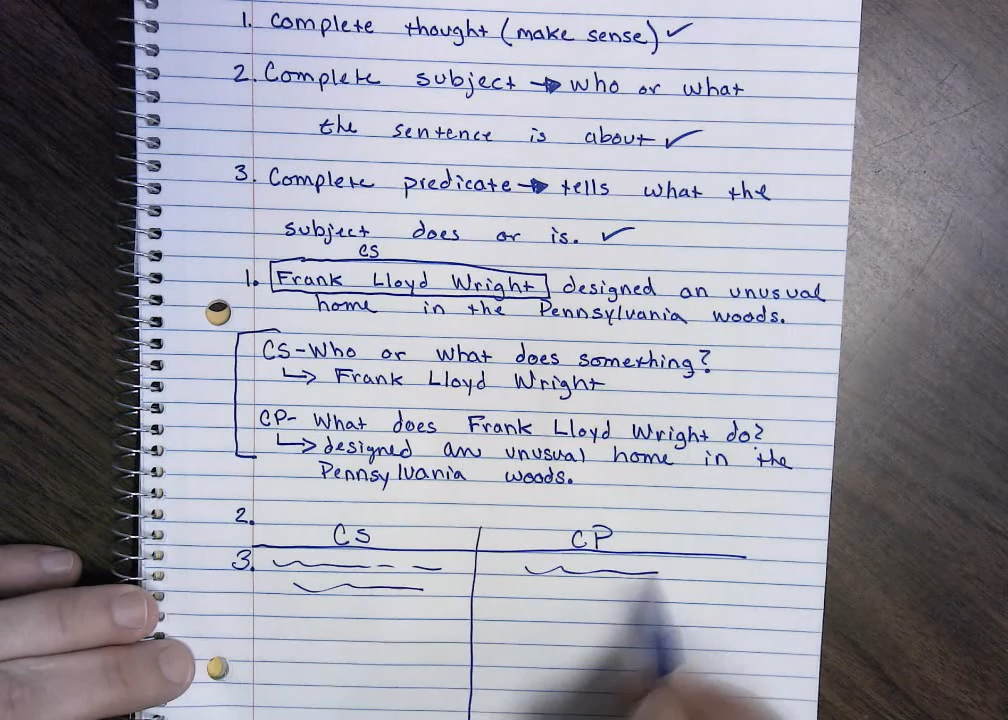 1. Complete thought (make sense) ✓
2. Complete subject → who or what
the sentence is about ✓
3. Complete predicate → tells what the
subject does or is. ✓
CS
1. Frank Lloyd Wright designed an unusual
home in the Pennsylvania woods.
CS-Who or what does something?
↳ Frank Lloyd Wright
CP- What does Frank Lloyd Wright do?
↳ designed an unusual home in the
Pennsylvania woods.
2.
CS CP
3.